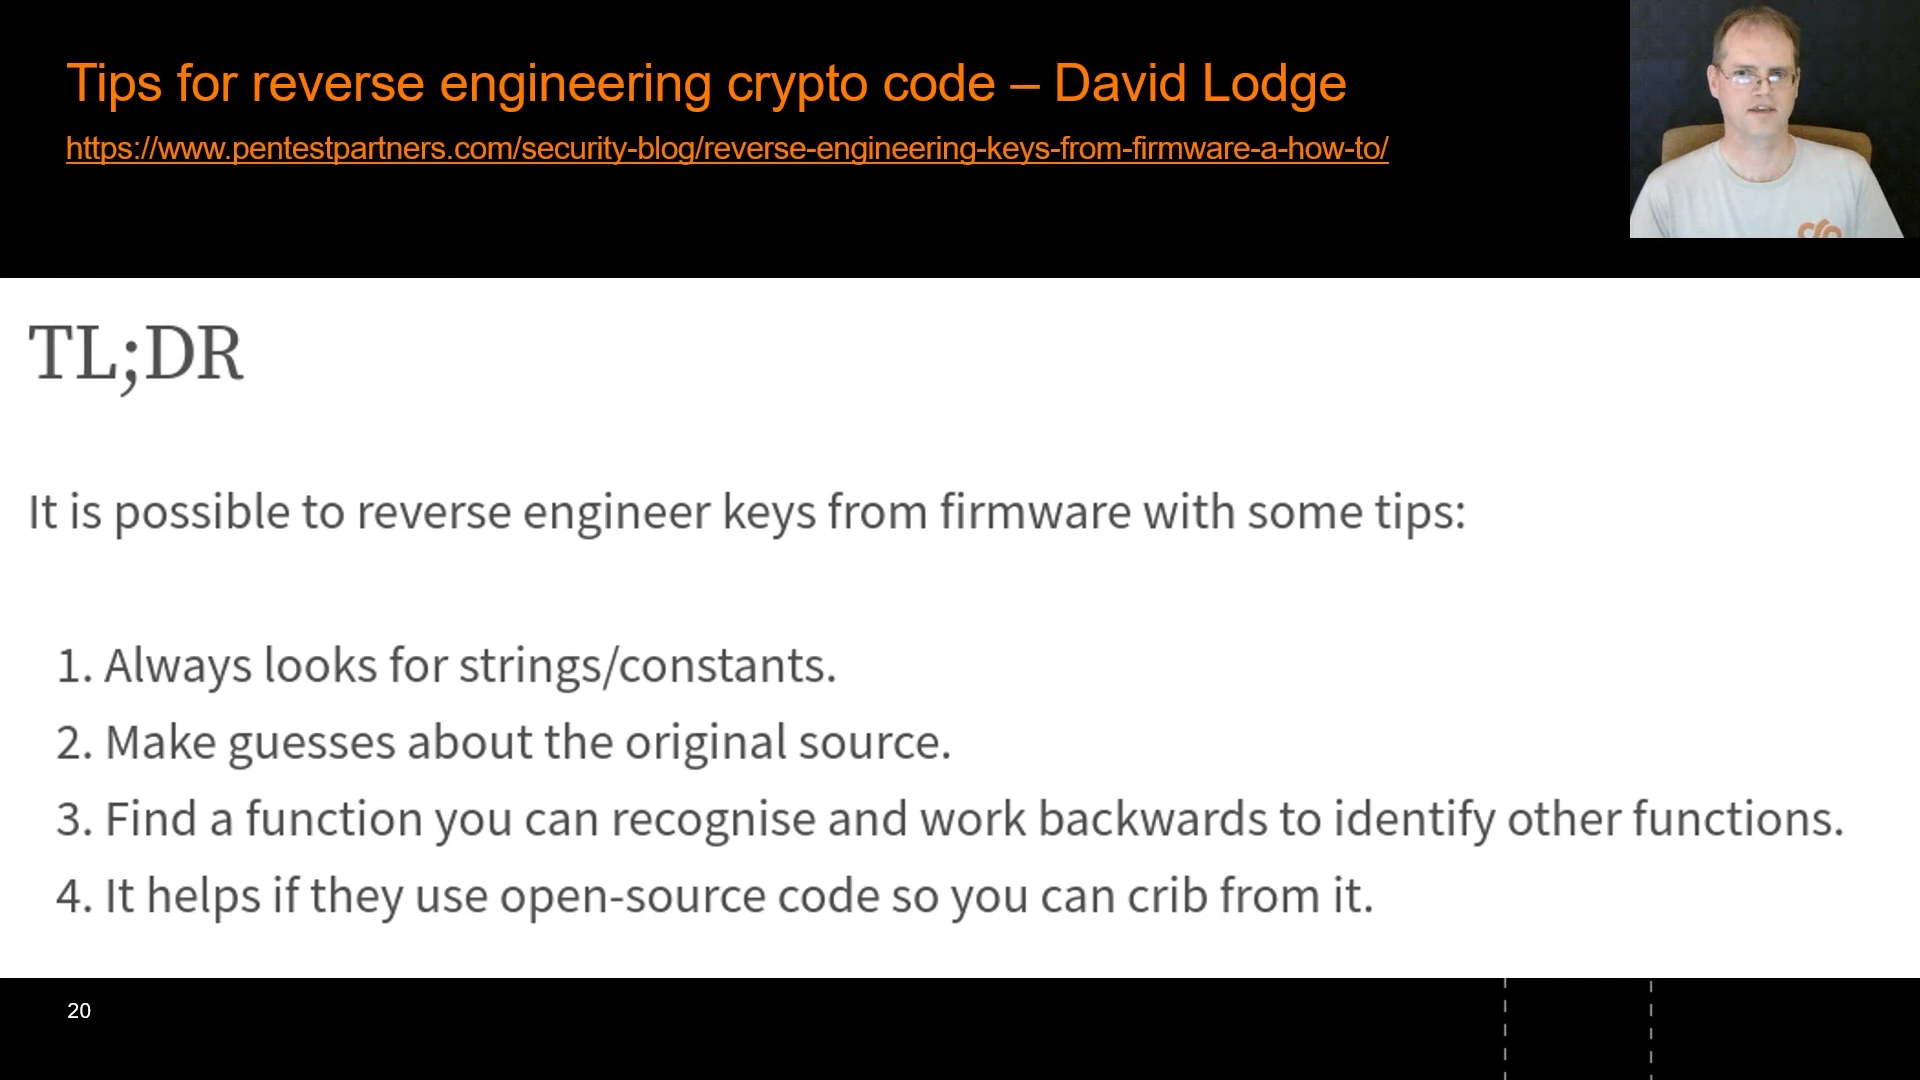 Tips for reverse engineering crypto code – David Lodge
https://www.pentestpartners.com/security-blog/reverse-engineering-keys-from-firmware-a-how-to/
TL;DR
It is possible to reverse engineer keys from firmware with some tips:
1. Always looks for strings/constants.
2. Make guesses about the original source.
3. Find a function you can recognise and work backwards to identify other functions.
4. It helps if they use open-source code so you can crib from it.
20